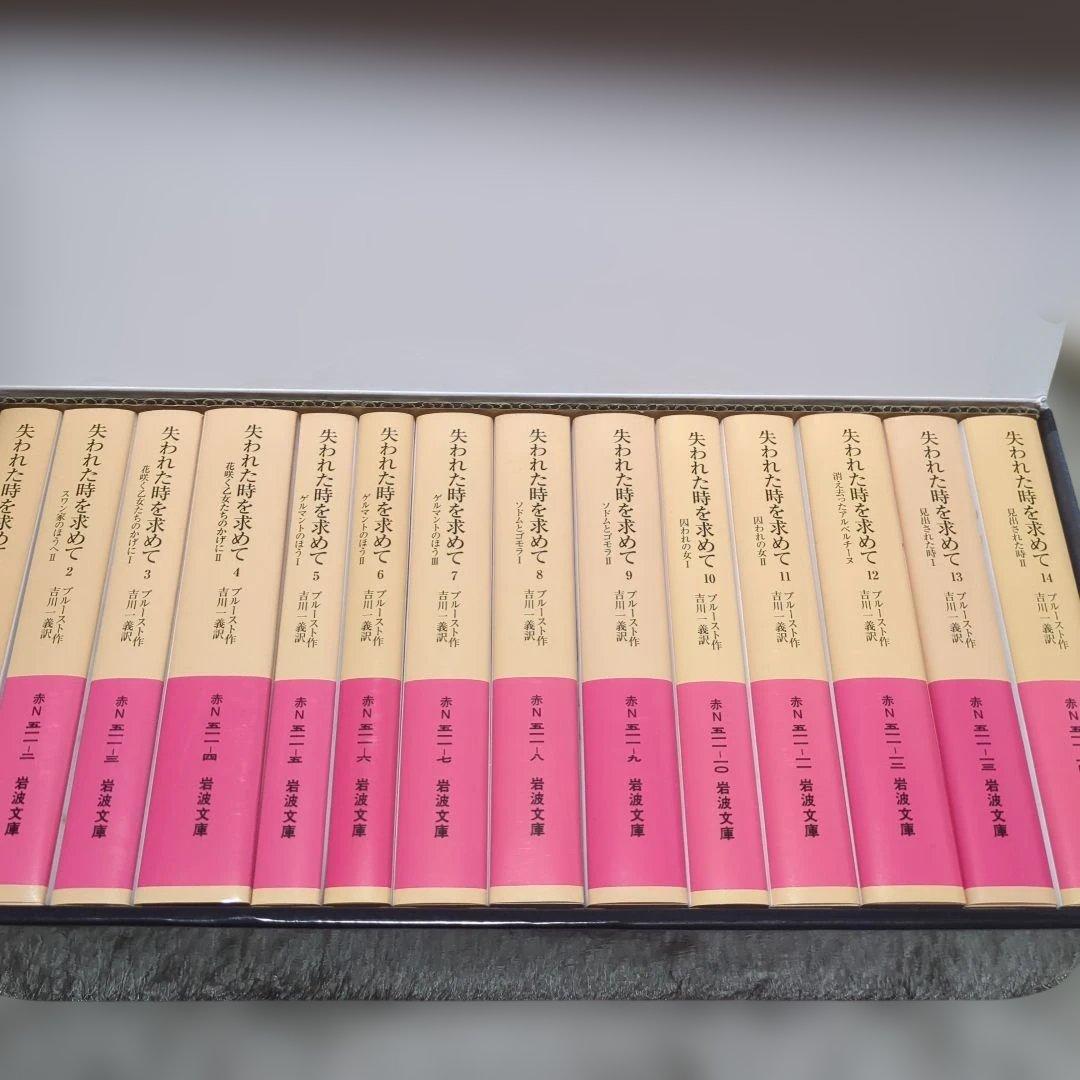 失われた時を求めて
失われた時を求めて
スワン家のほうへⅡ
2
プルースト作
吉川一義訳
赤N五一一-二
岩波文庫
失われた時を求めて
花咲く乙女たちのかげにⅠ
3
プルースト作
吉川一義訳
赤N五一一-三
岩波文庫
失われた時を求めて
花咲く乙女たちのかげにⅡ
4
プルースト作
吉川一義訳
赤N五一一-四
岩波文庫
失われた時を求めて
ゲルマントのほうⅠ
5
プルースト作
吉川一義訳
赤N五一一-五
岩波文庫
失われた時を求めて
ゲルマントのほうⅡ
6
プルースト作
吉川一義訳
赤N五一一-六
岩波文庫
失われた時を求めて
ゲルマントのほうⅢ
7
プルースト作
吉川一義訳
赤N五一一-七
岩波文庫
失われた時を求めて
ソドムとゴモラⅠ
8
プルースト作
吉川一義訳
赤N五一一-八
岩波文庫
失われた時を求めて
ソドムとゴモラⅡ
9
プルースト作
吉川一義訳
赤N五一一-九
岩波文庫
失われた時を求めて
囚われの女Ⅰ
10
プルースト作
吉川一義訳
赤N五一一-一〇
岩波文庫
失われた時を求めて
囚われの女Ⅱ
11
プルースト作
吉川一義訳
赤N五一一-一一
岩波文庫
失われた時を求めて
消え去ったアルベルチーヌ
12
プルースト作
吉川一義訳
赤N五一一-一二
岩波文庫
失われた時を求めて
見出された時Ⅰ
13
プルースト作
吉川一義訳
赤N五一一-一三
岩波文庫
失われた時を求めて
見出された時Ⅱ
14
プルースト作
吉川一義訳